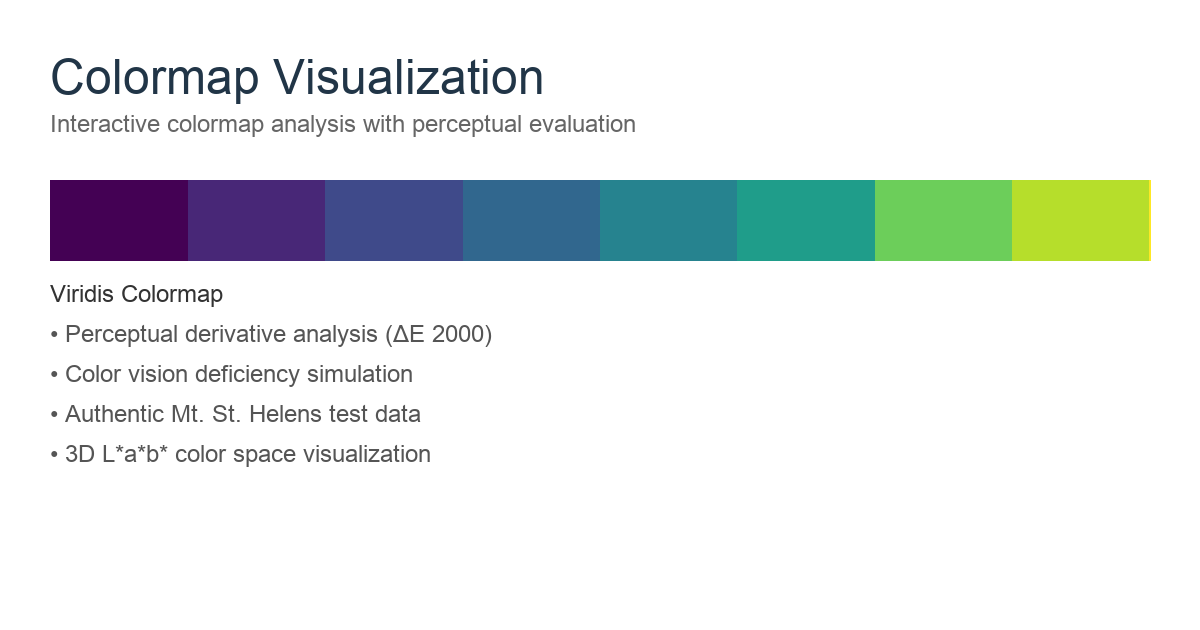 Colormap Visualization
Interactive colormap analysis with perceptual evaluation
Viridis Colormap
• Perceptual derivative analysis (ΔE 2000)
• Color vision deficiency simulation
• Authentic Mt. St. Helens test data
• 3D L*a*b* color space visualization